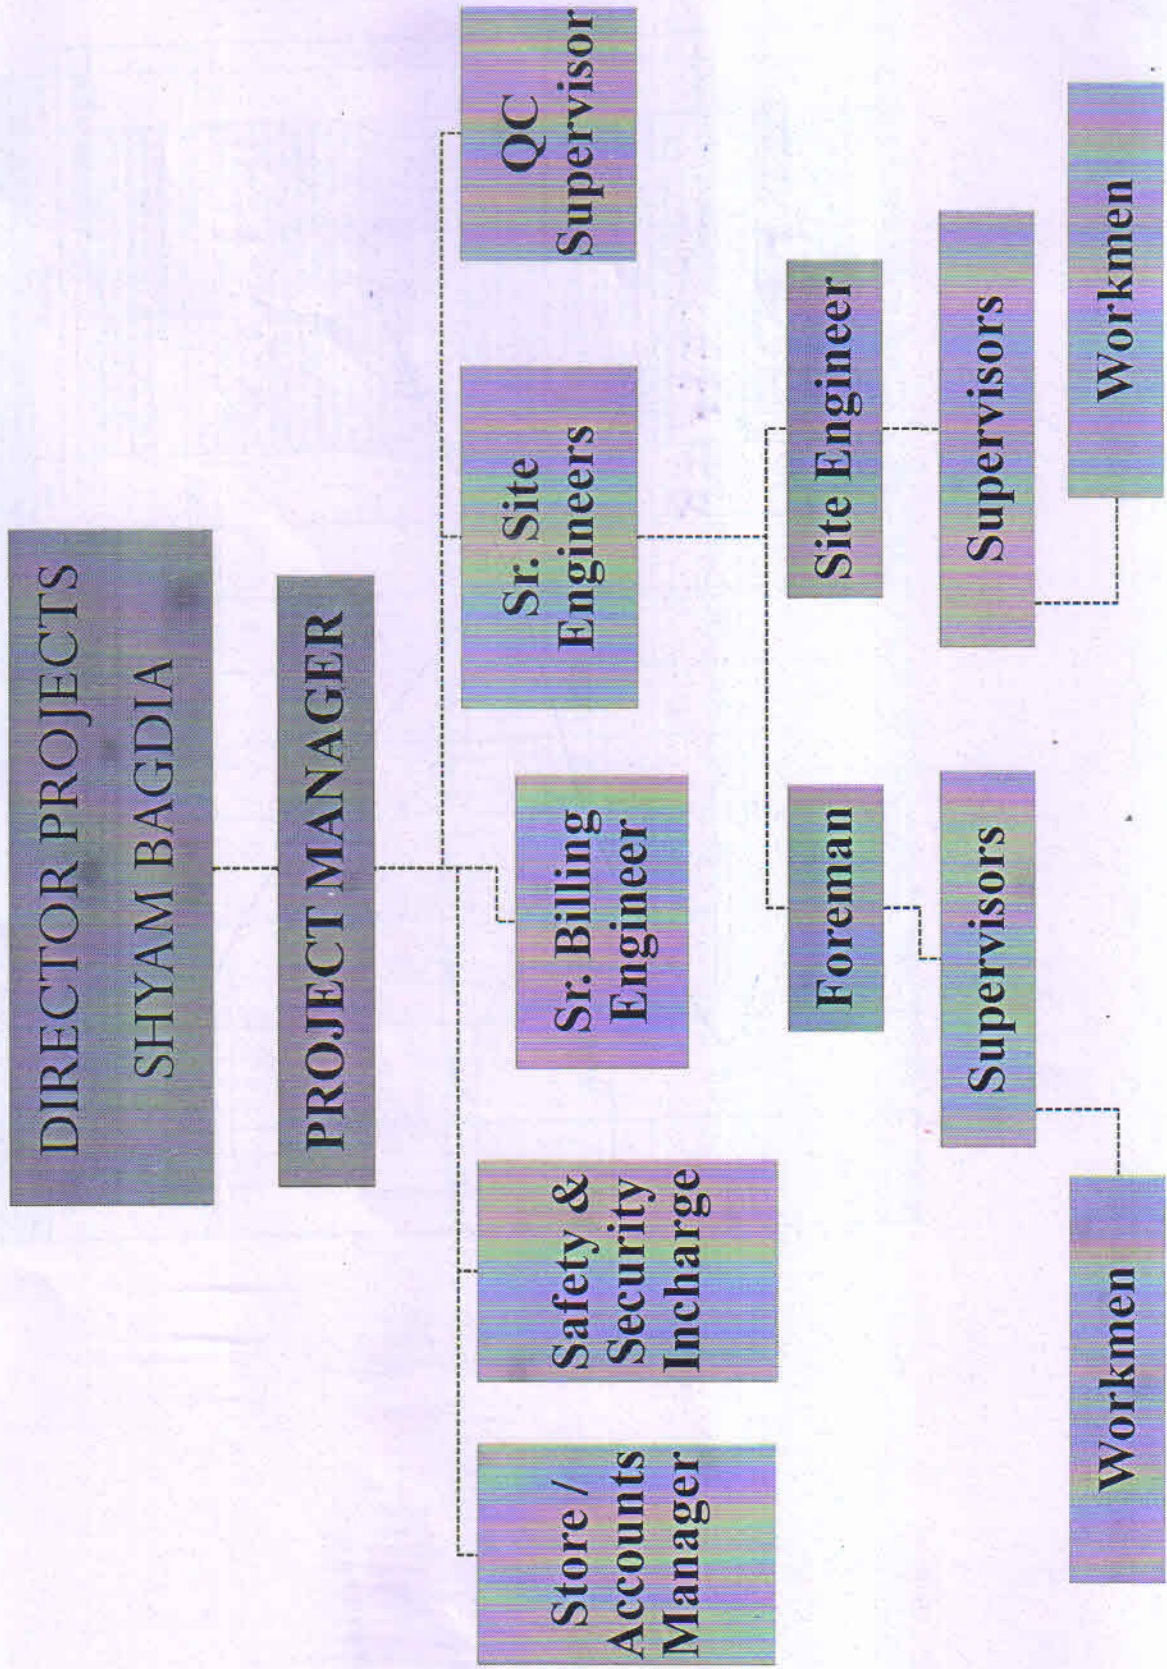 DIRECTOR PROJECTS
SHYAM BAGDIA
PROJECT MANAGER
Store /
Accounts
Manager
Safety &
Security
Incharge
Sr. Billing
Engineer
Sr. Site
Engineers
QC
Supervisor
Foreman
Site Engineer
Supervisors
Supervisors
Workmen
Workmen